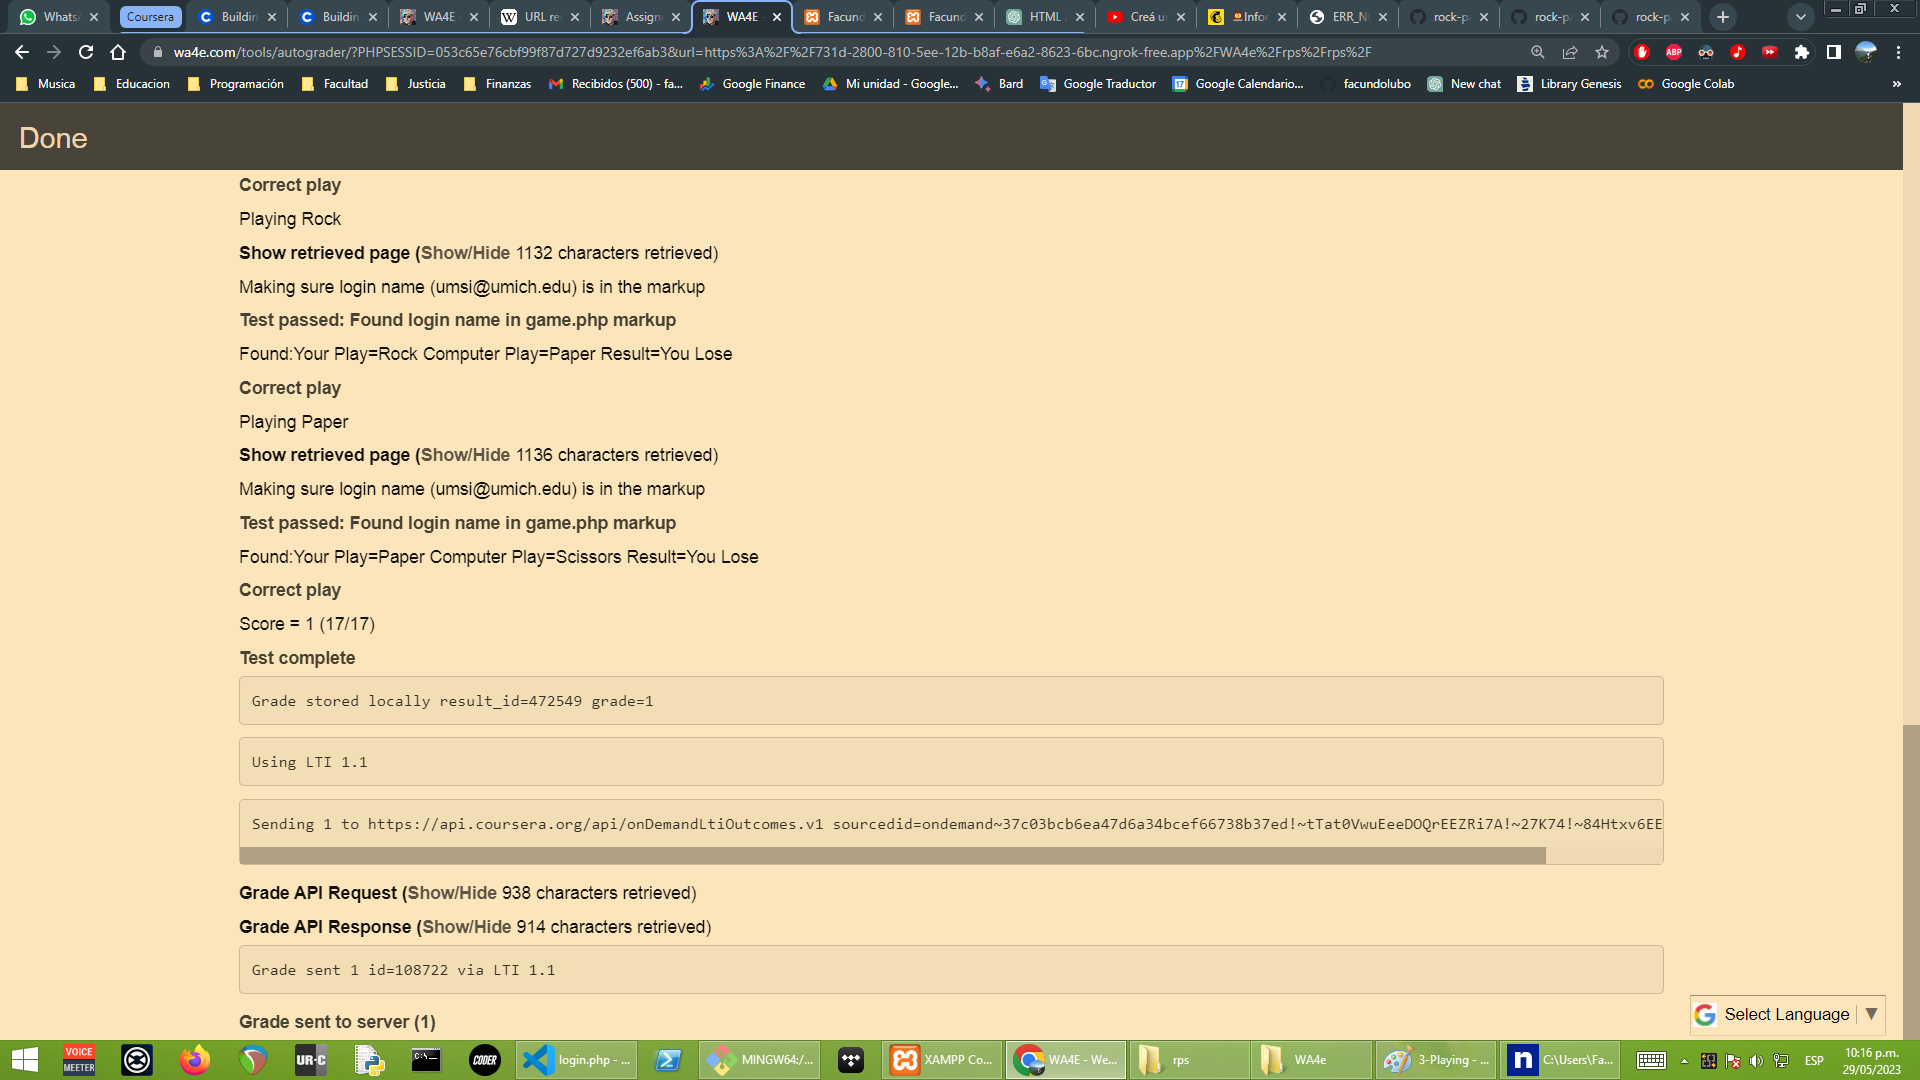 Whats
Coursera
Buildin
Buildin
WA4E
URL re
Assign
WA4E
Facund
Facund
HTML
Creá u
Infor
ERR_N
rock-p
rock-p
rock-p
wa4e.com/tools/autograder/?PHPSESSID=053c65e76cbf99f87d727d9232ef6ab3&url=https%3A%2F%2F731d-2800-810-5ee-12b-b8af-e6a2-8623-6bc.ngrok-free.app%2FWA4e%2Frps%2Frps%2F
Musica Educacion Programación Facultad Justicia Finanzas Recibidos (500) - fa... Google Finance Mi unidad - Google... Bard Google Traductor Google Calendario... facundolubo New chat Library Genesis Google Colab »
Done
Correct play
Playing Rock
Show retrieved page (Show/Hide 1132 characters retrieved)
Making sure login name (umsi@umich.edu) is in the markup
Test passed: Found login name in game.php markup
Found:Your Play=Rock Computer Play=Paper Result=You Lose
Correct play
Playing Paper
Show retrieved page (Show/Hide 1136 characters retrieved)
Making sure login name (umsi@umich.edu) is in the markup
Test passed: Found login name in game.php markup
Found:Your Play=Paper Computer Play=Scissors Result=You Lose
Correct play
Score = 1 (17/17)
Test complete
Grade stored locally result_id=472549 grade=1
Using LTI 1.1
Sending 1 to https://api.coursera.org/api/onDemandLtiOutcomes.v1 sourcedid=ondemand~37c03bcb6ea47d6a34bcef66738b37ed!~tTat0VwuEeeDOQrEEZRi7A!~27K74!~84Htxv6EE
Grade API Request (Show/Hide 938 characters retrieved)
Grade API Response (Show/Hide 914 characters retrieved)
Grade sent 1 id=108722 via LTI 1.1
Select Language ▼
Grade sent to server (1)
VOICE
MEETER
UR-C
CODER
login.php - ...
MINGW64:/...
XAMPP Co...
WA4E - We...
rps
WA4e
3-Playing - ...
C:\Users\Fa...
ESP
10:16 p.m.
29/05/2023